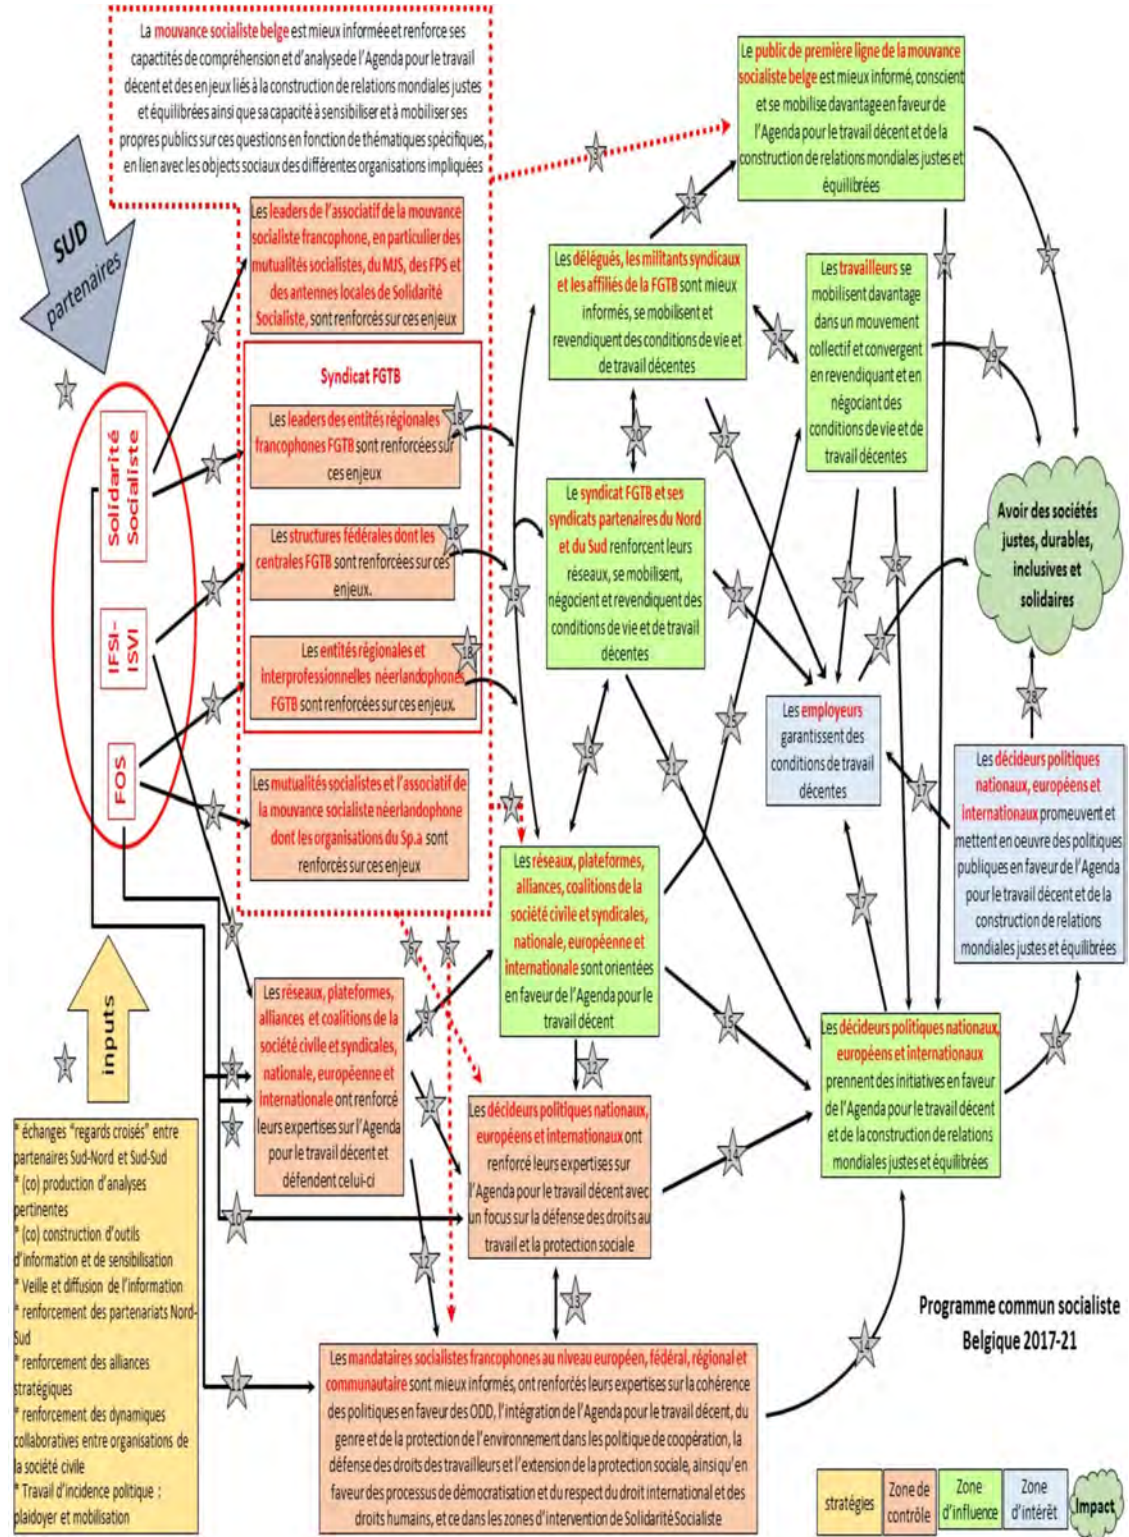 La mouvance socialiste belge est mieux informée et renforce ses
capactités de compréhension et d'analyse de l'Agenda pour le travail
décent et des enjeux liés à la construction de relations mondiales justes
et équilibrées ainsi que sa capacité à sensibiliser et à mobiliser ses
propres publics sur ces questions en fonction de thématiques spécifiques,
en lien avec les objects sociaux des différentes organisations impliquées
Le public de première ligne de la mouvance
socialiste belge est mieux informé, conscient
et se mobilise davantage en faveur de
l'Agenda pour le travail décent et de la
construction de relations mondiales justes et
équilibrées
SUD
partenaires
Les leaders de l'associatif de la mouvance
socialiste francophone, en particulier des
mutualités socialistes, du MJS, des FPS et
des antennes locales de Solidarité
Socialiste, sont renforcés sur ces enjeux
Les délégués, les militants syndicaux
et les affiliés de la FGTB sont mieux
informés, se mobilisent et
revendiquent des conditions de vie et
de travail décentes
Les travailleurs se
mobilisent davantage
dans un mouvement
collectif et convergent
en revendiquant et en
négociant des
conditions de vie et de
travail décentes
Syndicat FGTB
Les leaders des entités régionales
francophones FGTB sont renforcées sur
ces enjeux
Les structures fédérales dont les
centrales FGTB sont renforcées sur ces
enjeux.
Les entités régionales et
interprofessionnelles néerlandophones
FGTB sont renforcées sur ces enjeux.
Les mutualités socialistes et l'associatif de
la mouvance socialiste néerlandophone
dont les organisations du Sp.a sont
renforcés sur ces enjeux
Solidarité
Socialiste
IFSI-
ISVI
FOS
Le syndicat FGTB et ses
syndicats partenaires du Nord
et du Sud renforcent leurs
réseaux, se mobilisent,
négocient et revendiquent des
conditions de vie et de travail
décentes
Avoir des sociétés
justes, durables,
inclusives et
solidaires
Les employeurs
garantissent des
conditions de travail
décentes
Les décideurs politiques
nationaux, européens et
internationaux promeuvent et
mettent en oeuvre des politiques
publiques en faveur de l'Agenda
pour le travail décent et de la
construction de relations
mondiales justes et équilibrées
Les réseaux, plateformes,
alliances, coalitions de la
société civile et syndicales,
nationale, européenne et
internationale sont orientées
en faveur de l'Agenda pour le
travail décent
inputs
Les réseaux, plateformes,
alliances et coalitions de la
société civile et syndicales,
nationale, européenne et
internationale ont renforcé
leurs expertises sur l'Agenda
pour le travail décent et
défendent celui-ci
Les décideurs politiques nationaux,
européens et internationaux
prennent des initiatives en faveur
de l'Agenda pour le travail décent
et de la construction de relations
mondiales justes et équilibrées
Les décideurs politiques nationaux,
européens et internationaux ont
renforcé leurs expertises sur
l'Agenda pour le travail décent avec
un focus sur la défense des droits au
travail et la protection sociale
* échanges "regards croisés" entre
partenaires Sud-Nord et Sud-Sud
* (co) production d'analyses
pertinentes
* (co) construction d'outils
d'information et de sensibilisation
* Veille et diffusion de l'information
* renforcement des partenariats Nord-
Sud
* renforcement des alliances
stratégiques
* renforcement des dynamiques
collaboratives entre organisations de
la société civile
* Travail d'incidence politique :
plaidoyer et mobilisation
Les mandataires socialistes francophones au niveau européen, fédéral, régional et
communautaire sont mieux informés, ont renforcés leurs expertises sur la cohérence
des politiques en faveur des ODD, l'intégration de l'Agenda pour le travail décent, du
genre et de la protection de l'environnement dans les politique de coopération, la
défense des droits des travailleurs et l'extension de la protection sociale, ainsi qu'en
faveur des processus de démocratisation et du respect du droit international et des
droits humains, et ce dans les zones d'intervention de Solidarité Socialiste
Programme commun socialiste
Belgique 2017-21
stratégies
Zone de
contrôle
Zone
d'influence
Zone
d'intérêt
Impact